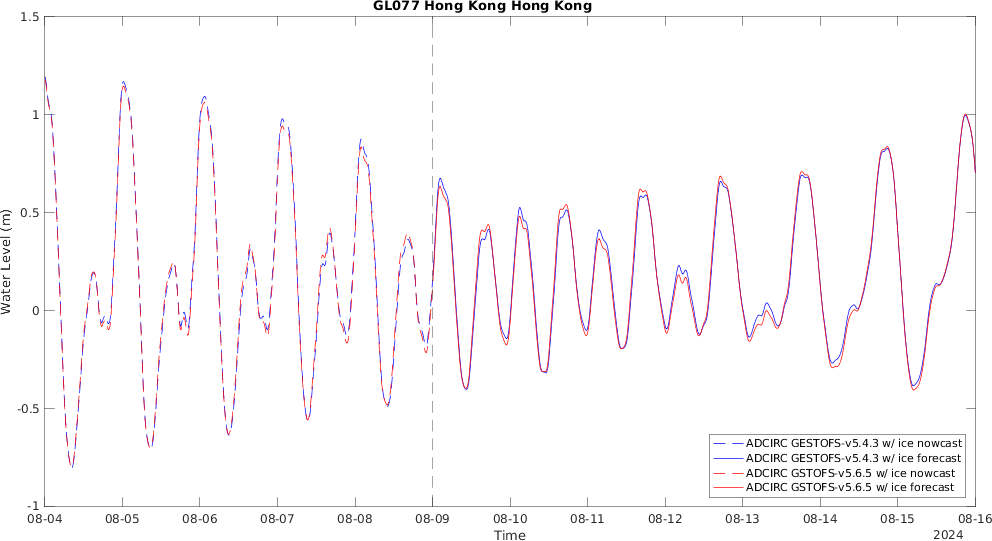 GL077 Hong Kong Hong Kong
1.5
1
0.5
0
-0.5
-1
Water Level (m)
08-04 08-05 08-06 08-07 08-08 08-09 08-10 08-11 08-12 08-13 08-14 08-15 08-16
Time
2024
ADCIRC GESTOFS-v5.4.3 w/ ice nowcast
ADCIRC GESTOFS-v5.4.3 w/ ice forecast
ADCIRC GSTOFS-v5.6.5 w/ ice nowcast
ADCIRC GSTOFS-v5.6.5 w/ ice forecast